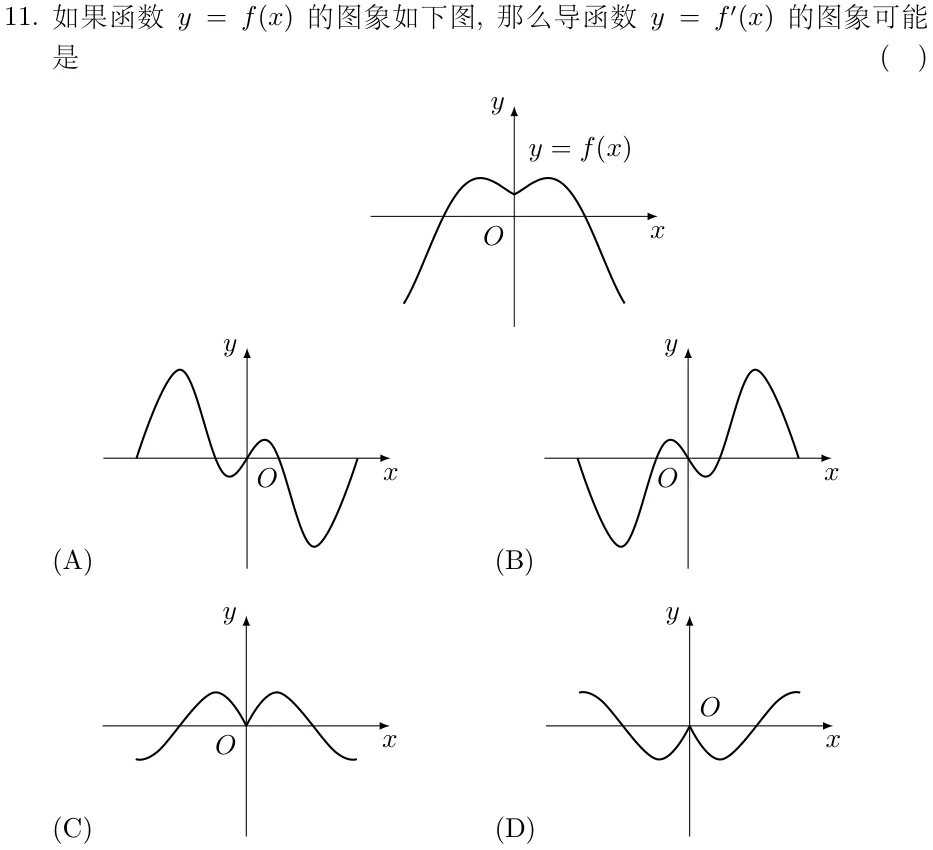 11. 如果函数 y = f(x) 的图象如下图, 那么导函数 y = f′(x) 的图象可能
是 ( )
y
y = f(x)
O
x
y
O
x
(A)
y
O
x
(B)
y
O
x
(C)
y
O
x
(D)